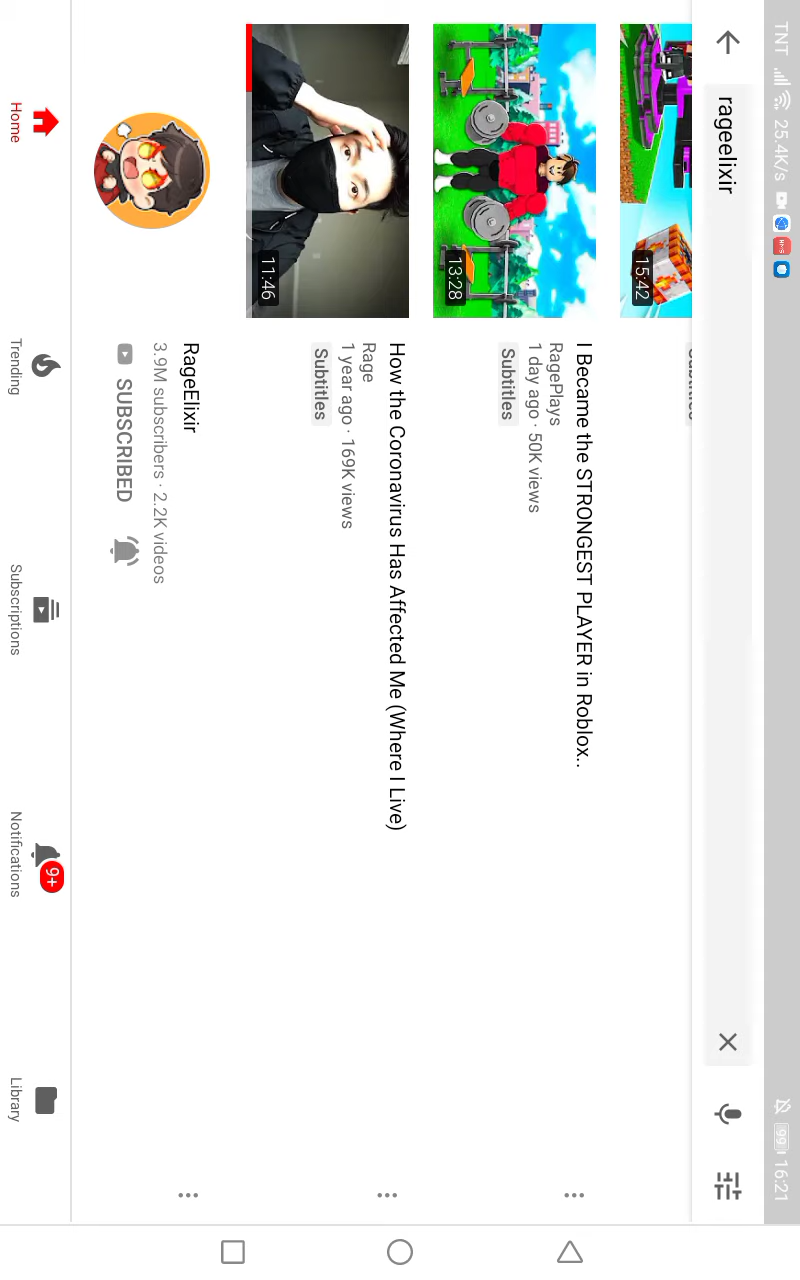 TNT 25.4K/s 99 16:21
rageelixir
15:42
Subtitles
I Became the STRONGEST PLAYER in Roblox..
RagePlays
1 day ago · 50K views
Subtitles
13:28
How the Coronavirus Has Affected Me (Where I Live)
Rage
1 year ago · 169K views
Subtitles
11:46
RageElixir
3.9M subscribers · 2.2K videos
SUBSCRIBED
9+
Home
Trending
Subscriptions
Notifications
Library